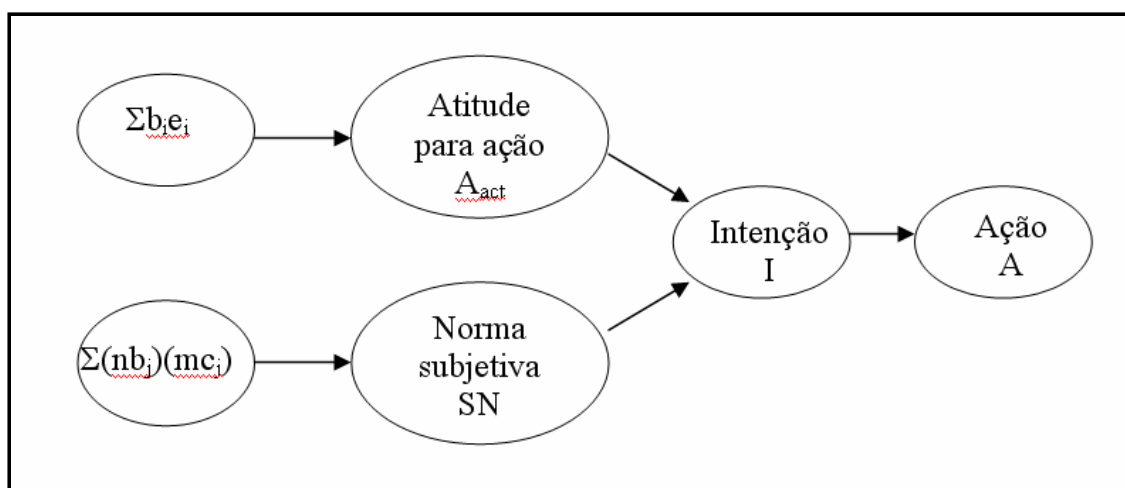 Σbᵢeᵢ
Atitude
para ação
Aₐcₜ
Intenção
I
Ação
A
Σ(nbⱼ)(mcⱼ)
Norma
subjetiva
SN